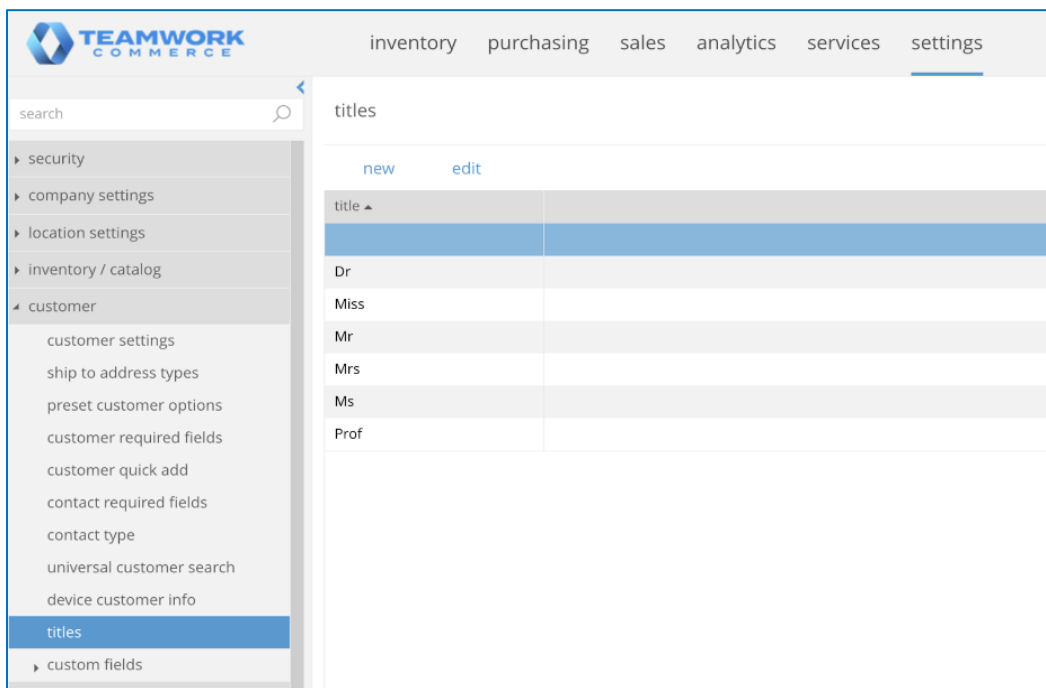 TEAMWORK
COMMERCE
inventory purchasing sales analytics services settings
search
titles
security
new edit
company settings
title
location settings
inventory / catalog
Dr
customer
Miss
customer settings
Mr
ship to address types
Mrs
preset customer options
Ms
customer required fields
Prof
customer quick add
contact required fields
contact type
universal customer search
device customer info
titles
custom fields